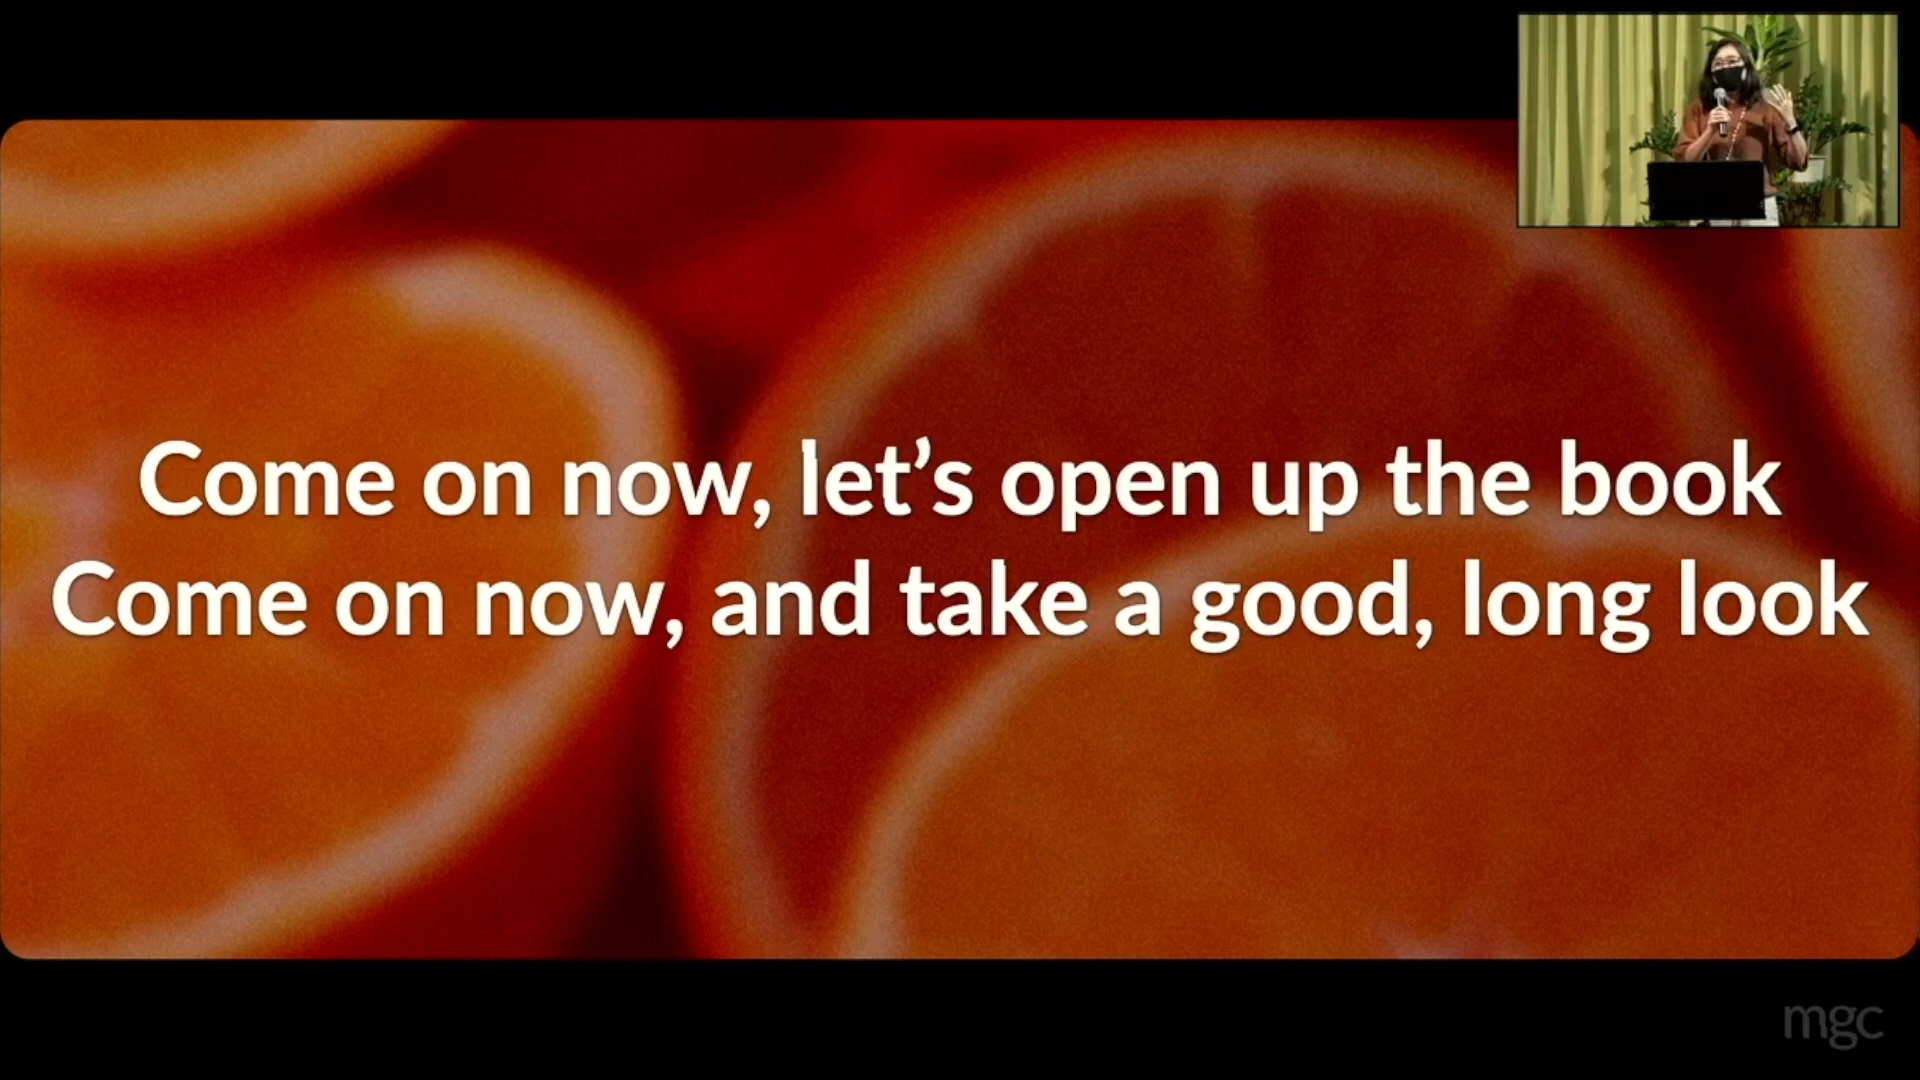 Come on now, let’s open up the book
Come on now, and take a good, long look
mgc